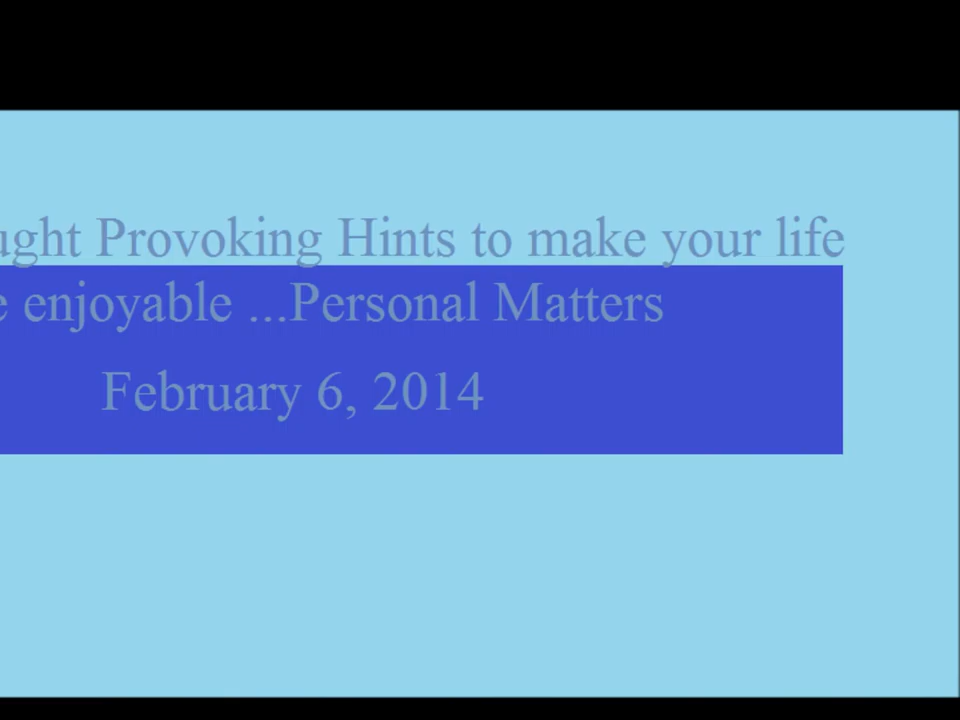 ught Provoking Hints to make your life
e enjoyable ...Personal Matters
February 6, 2014